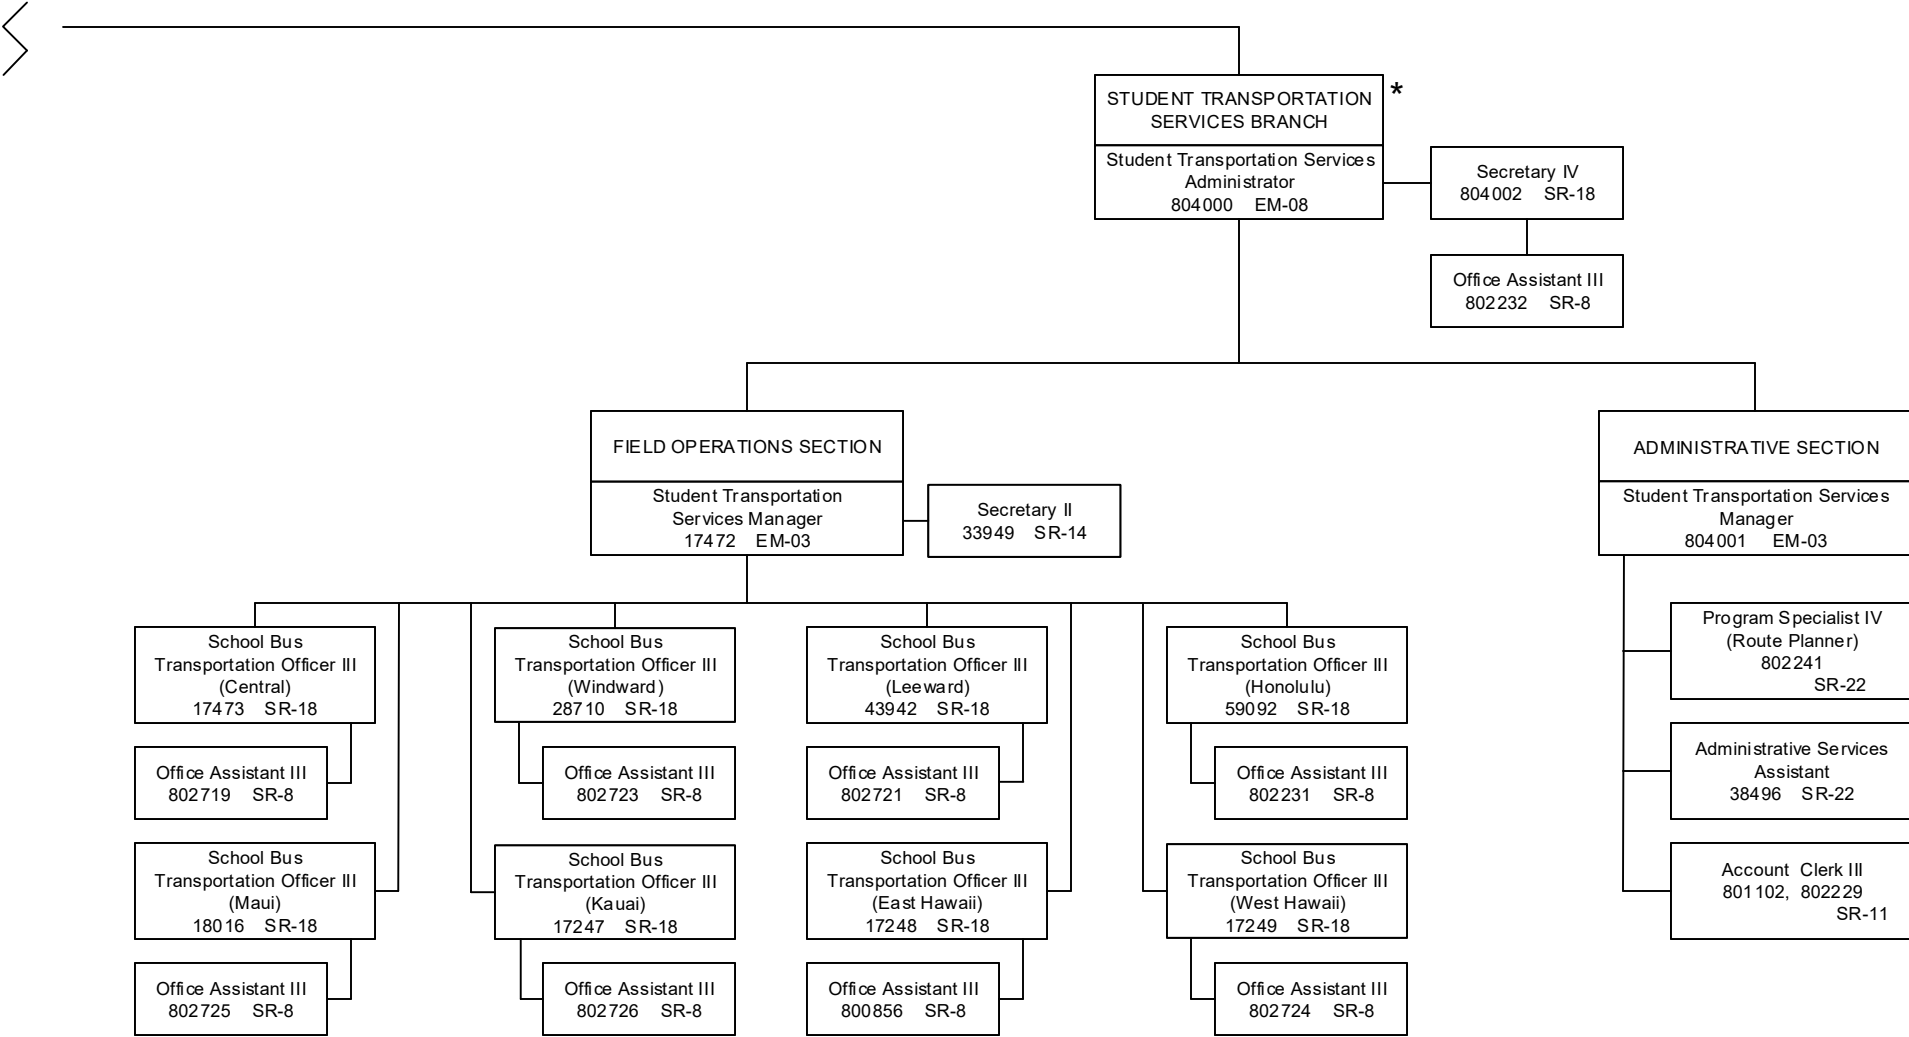 *
STUDENT TRANSPORTATION
SERVICES BRANCH
Student Transportation Services
Administrator
804000 EM-08
Secretary IV
804002 SR-18
Office Assistant III
802232 SR-8
FIELD OPERATIONS SECTION
Student Transportation
Services Manager
17472 EM-03
Secretary II
33949 SR-14
ADMINISTRATIVE SECTION
Student Transportation Services
Manager
804001 EM-03
School Bus
Transportation Officer III
(Central)
17473 SR-18
Office Assistant III
802719 SR-8
School Bus
Transportation Officer III
(Windward)
28710 SR-18
Office Assistant III
802723 SR-8
School Bus
Transportation Officer III
(Leeward)
43942 SR-18
Office Assistant III
802721 SR-8
School Bus
Transportation Officer III
(Honolulu)
59092 SR-18
Office Assistant III
802231 SR-8
School Bus
Transportation Officer III
(Maui)
18016 SR-18
Office Assistant III
802725 SR-8
School Bus
Transportation Officer III
(Kauai)
17247 SR-18
Office Assistant III
802726 SR-8
School Bus
Transportation Officer III
(East Hawaii)
17248 SR-18
Office Assistant III
800856 SR-8
School Bus
Transportation Officer III
(West Hawaii)
17249 SR-18
Office Assistant III
802724 SR-8
Program Specialist IV
(Route Planner)
802241
SR-22
Administrative Services
Assistant
38496 SR-22
Account Clerk III
801102, 802229
SR-11